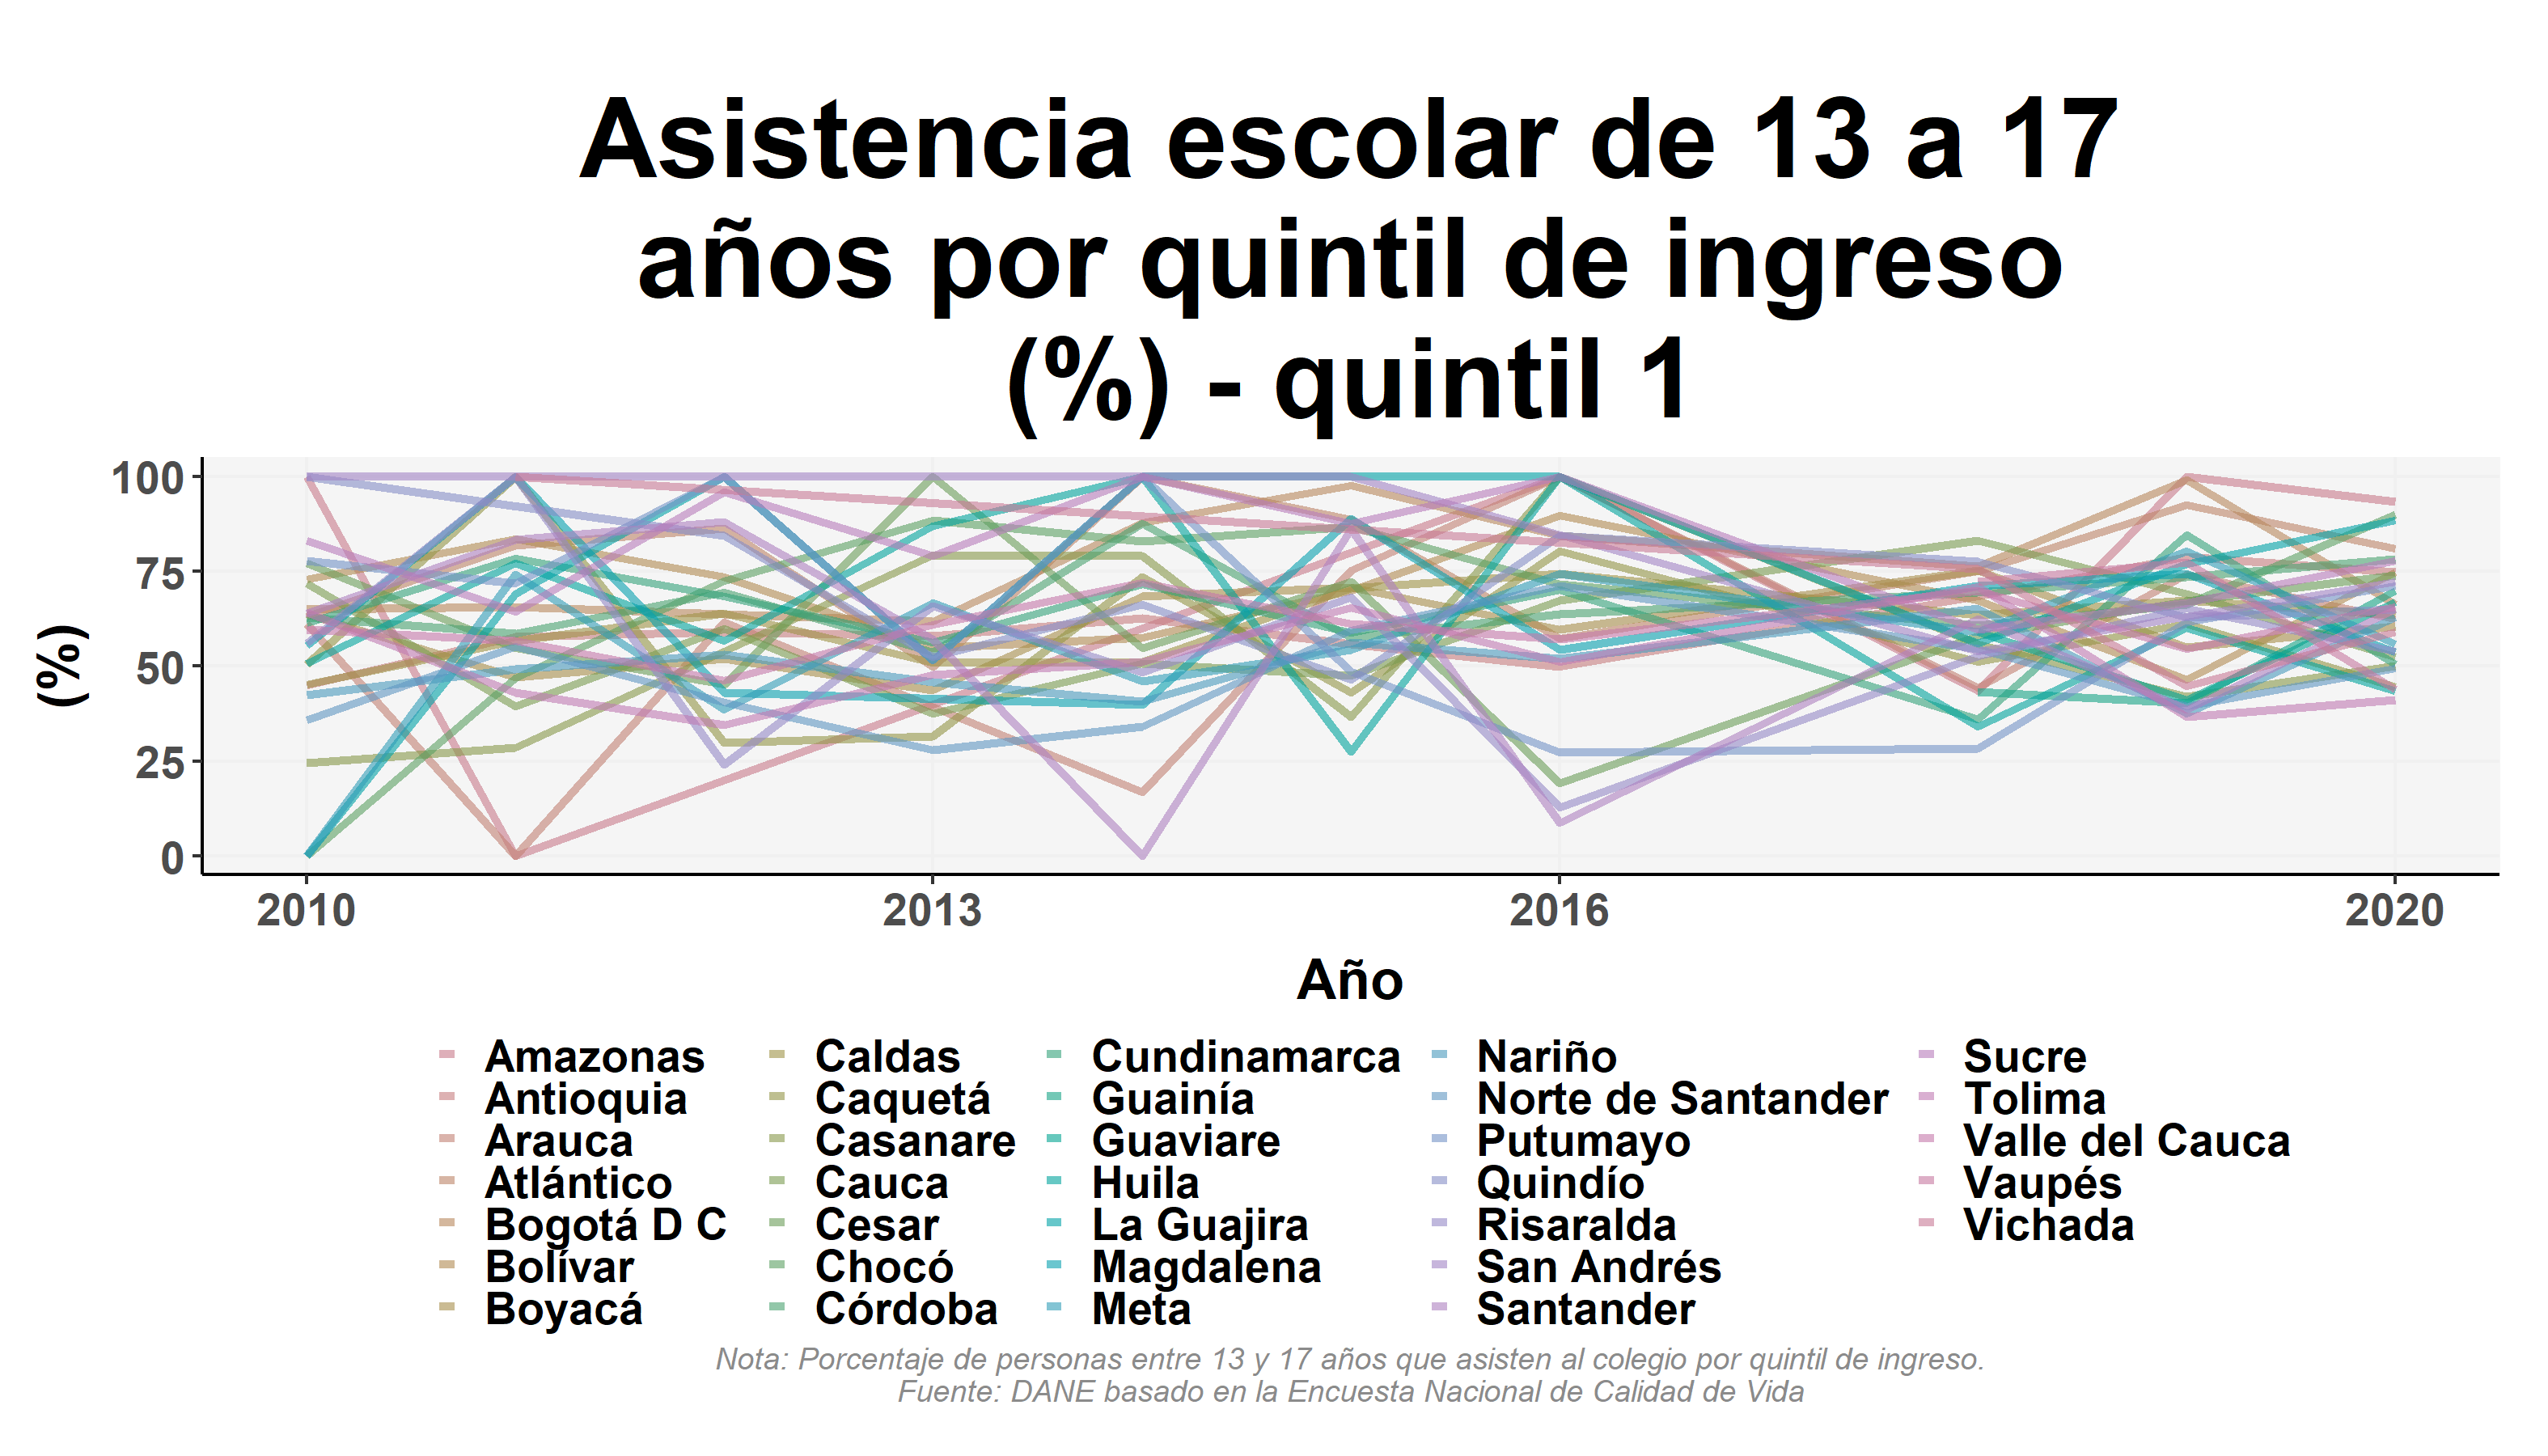 Asistencia escolar de 13 a 17
años por quintil de ingreso
(%) - quintil 1
100
75
50
25
0
(%)
2010 2013 2016 2020
Año
Amazonas Caldas Cundinamarca Nariño Sucre
Antioquia Caquetá Guainía Norte de Santander Tolima
Arauca Casanare Guaviare Putumayo Valle del Cauca
Atlántico Cauca Huila Quindío Vaupés
Bogotá D C Cesar La Guajira Risaralda Vichada
Bolívar Chocó Magdalena San Andrés
Boyacá Córdoba Meta Santander
Nota: Porcentaje de personas entre 13 y 17 años que asisten al colegio por quintil de ingreso.
Fuente: DANE basado en la Encuesta Nacional de Calidad de Vida